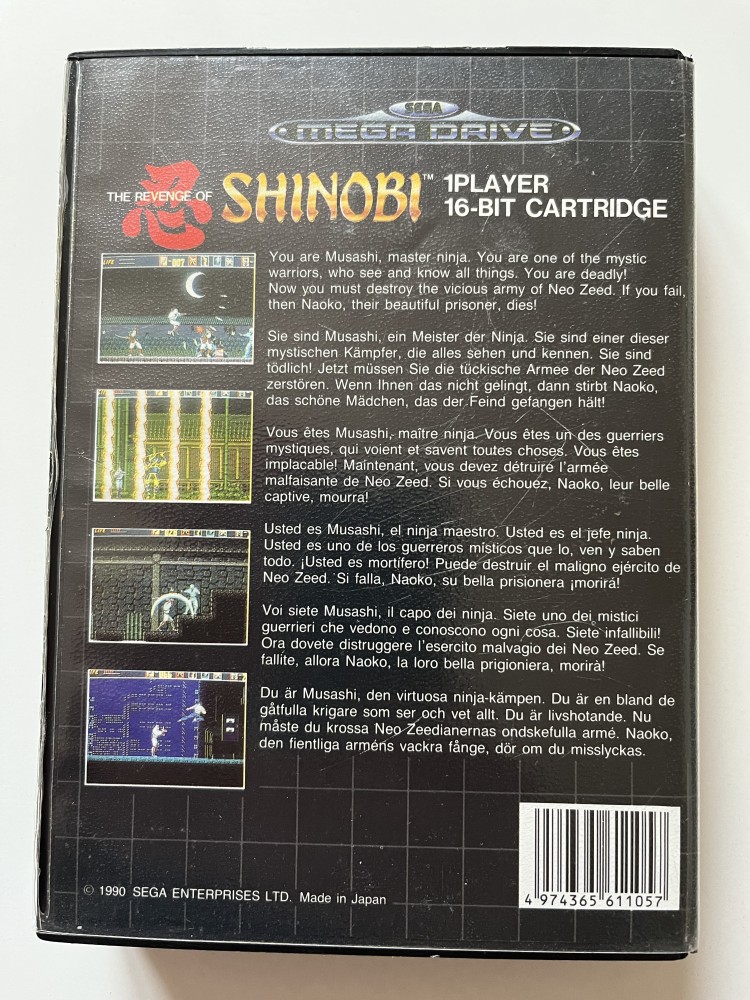 SEGA
MEGA DRIVE
忍
THE REVENGE OF SHINOBI™
1PLAYER
16-BIT CARTRIDGE
You are Musashi, master ninja. You are one of the mystic
warriors, who see and know all things. You are deadly!
Now you must destroy the vicious army of Neo Zeed. If you fail,
then Naoko, their beautiful prisoner, dies!
Sie sind Musashi, ein Meister der Ninja. Sie sind einer dieser
mystischen Kämpfer, die alles sehen und kennen. Sie sind
tödlich! Jetzt müssen Sie die tückische Armee der Neo Zeed
zerstören. Wenn Ihnen das nicht gelingt, dann stirbt Naoko,
das schöne Mädchen, das der Feind gefangen hält!
Vous êtes Musashi, maître ninja. Vous êtes un des guerriers
mystiques, qui voient et savent toutes choses. Vous êtes
implacable! Maintenant, vous devez détruire l'armée
malfaisante de Neo Zeed. Si vous échouez, Naoko, leur belle
captive, mourra!
Usted es Musashi, el ninja maestro. Usted es el jefe ninja.
Usted es uno de los guerreros místicos que lo, ven y saben
todo. ¡Usted es mortífero! Puede destruir el maligno ejército de
Neo Zeed. Si falla, Naoko, su bella prisionera ¡morirá!
Voi siete Musashi, il capo dei ninja. Siete uno dei mistici
guerrieri che vedono e conoscono ogni cosa. Siete infallibili!
Ora dovete distruggere l'esercito malvagio dei Neo Zeed. Se
fallite, allora Naoko, la loro bella prigioniera, morirà!
Du är Musashi, den virtuosa ninja-kämpen. Du är en bland de
gåtfulla krigare som ser och vet allt. Du är livshotande. Nu
måste du krossa Neo Zeedianernas ondskefulla armé. Naoko,
den fientliga arméns vackra fånge, dör om du misslyckas.
LIFE
© 1990 SEGA ENTERPRISES LTD. Made in Japan
4 974365 611057